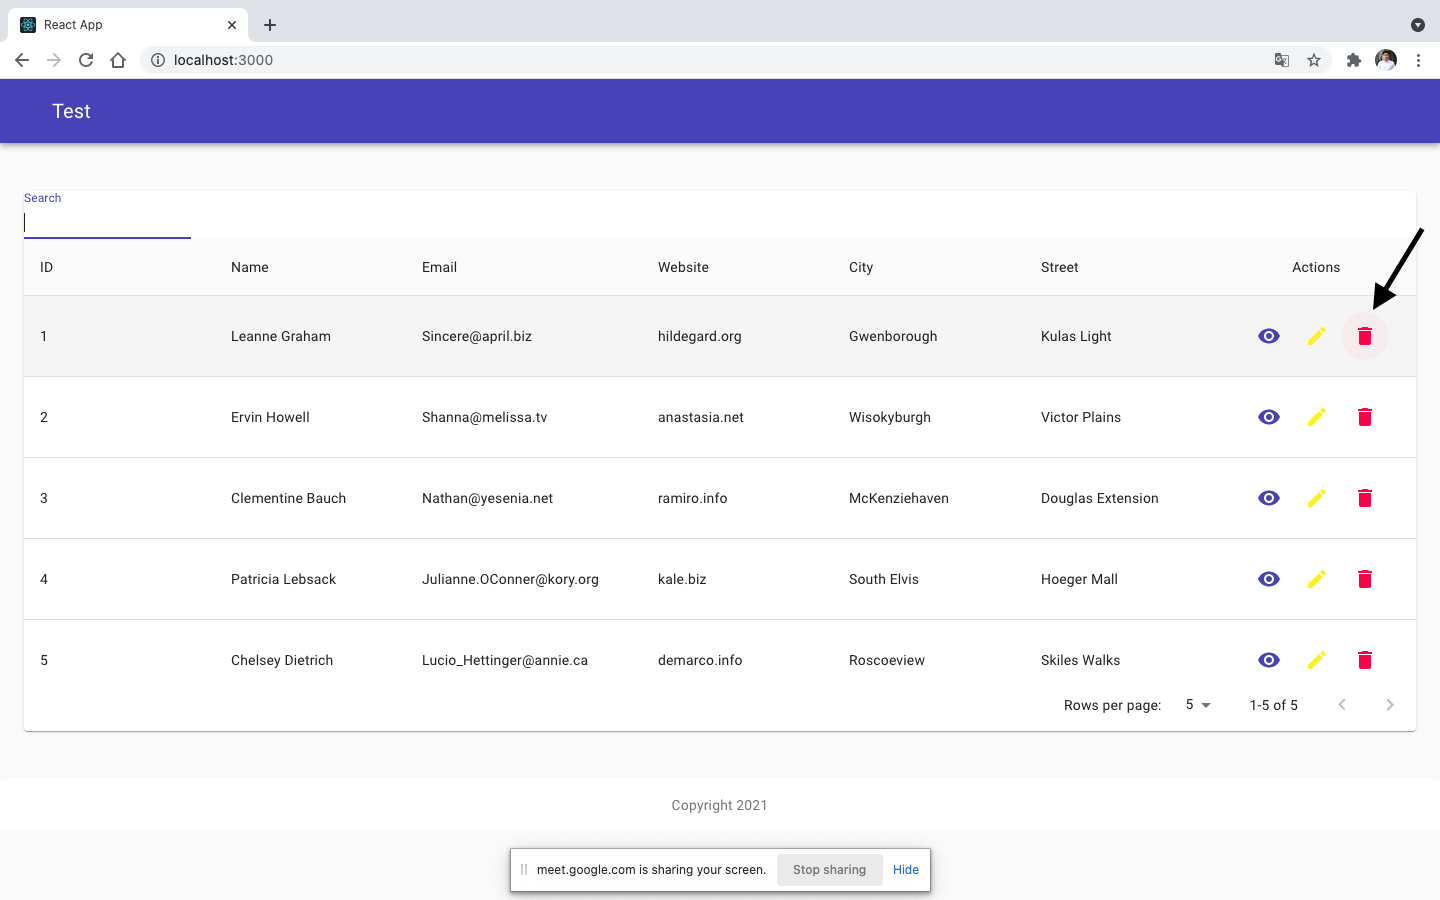 React App
localhost:3000
Test
Search
ID Name Email Website City Street Actions
1 Leanne Graham Sincere@april.biz hildegard.org Gwenborough Kulas Light
2 Ervin Howell Shanna@melissa.tv anastasia.net Wisokyburgh Victor Plains
3 Clementine Bauch Nathan@yesenia.net ramiro.info McKenziehaven Douglas Extension
4 Patricia Lebsack Julianne.OConner@kory.org kale.biz South Elvis Hoeger Mall
5 Chelsey Dietrich Lucio_Hettinger@annie.ca demarco.info Roscoeview Skiles Walks
Rows per page: 5 1-5 of 5
Copyright 2021
meet.google.com is sharing your screen. Stop sharing Hide